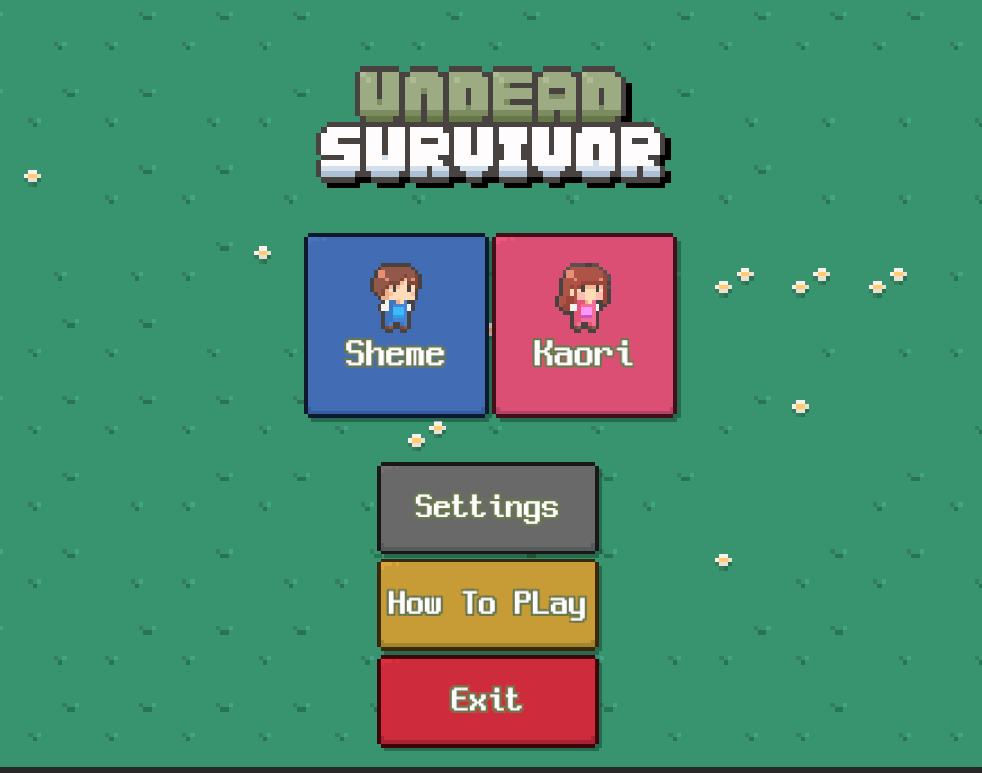 UNDEAD
SURVIVOR
Sheme
Kaori
Settings
How To PLay
Exit